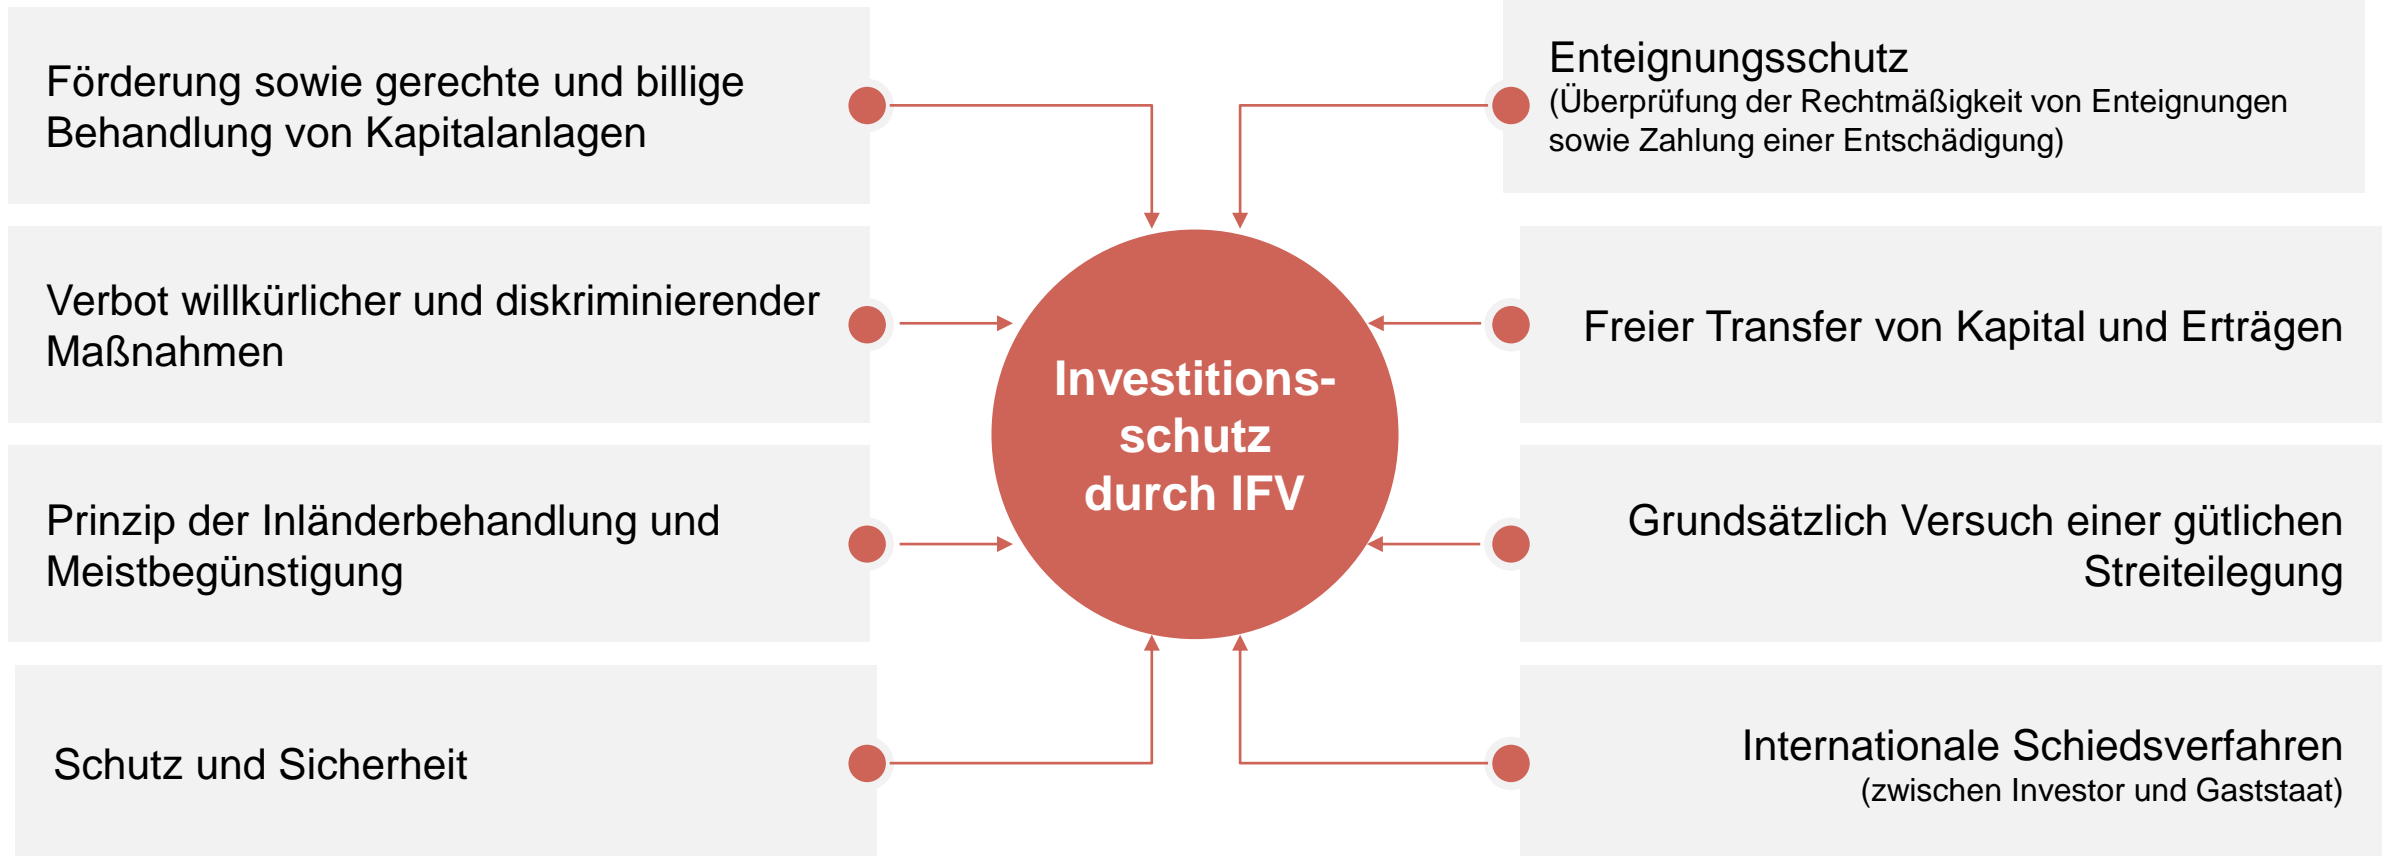 Förderung sowie gerechte und billige
Behandlung von Kapitalanlagen
Verbot willkürlicher und diskriminierender
Maßnahmen
Prinzip der Inländerbehandlung und
Meistbegünstigung
Schutz und Sicherheit
Investitions-
schutz
durch IFV
Enteignungsschutz
(Überprüfung der Rechtmäßigkeit von Enteignungen
sowie Zahlung einer Entschädigung)
Freier Transfer von Kapital und Erträgen
Grundsätzlich Versuch einer gütlichen
Streiteilegung
Internationale Schiedsverfahren
(zwischen Investor und Gaststaat)